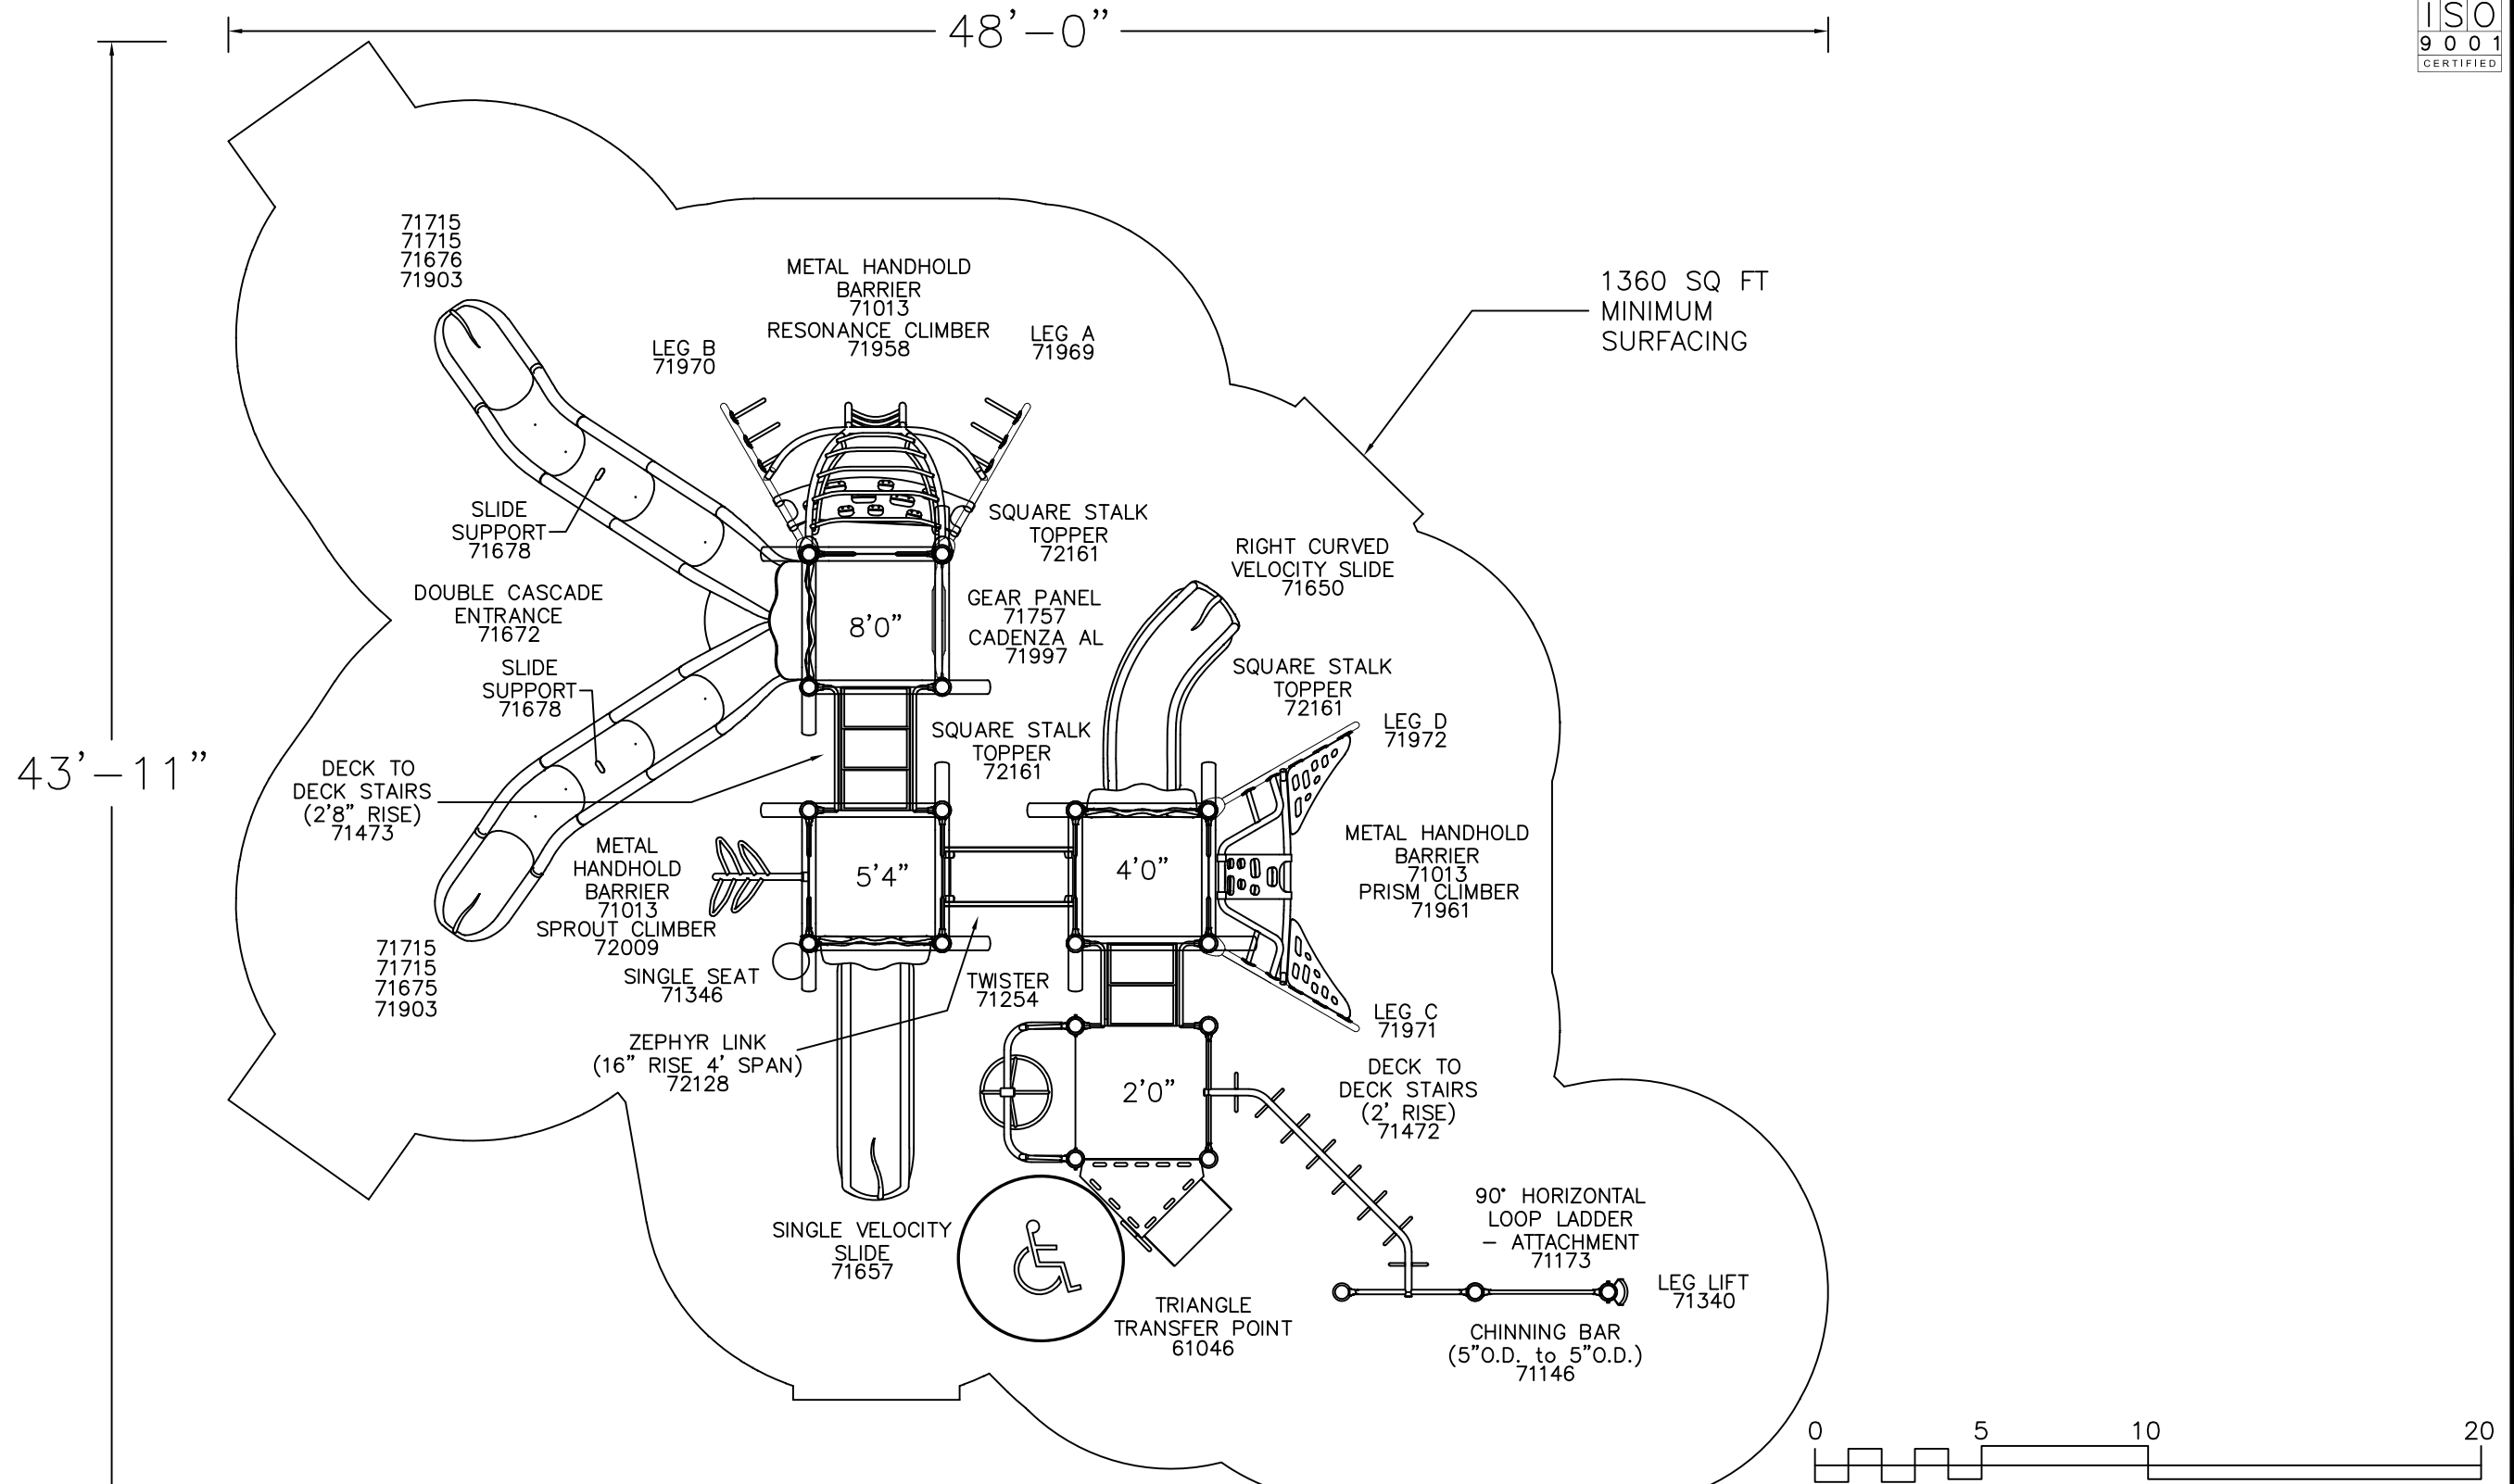 48'-0"
ISO
9001
CERTIFIED
71715
71715
71676
71903
METAL HANDHOLD
BARRIER
71013
RESONANCE CLIMBER
71958
LEG B
71970
LEG A
71969
1360 SQ FT
MINIMUM
SURFACING
SLIDE
SUPPORT
71678
SQUARE STALK
TOPPER
72161
RIGHT CURVED
VELOCITY SLIDE
71650
DOUBLE CASCADE
ENTRANCE
71672
8'0"
GEAR PANEL
71757
CADENZA AL
71997
SLIDE
SUPPORT
71678
SQUARE STALK
TOPPER
72161
SQUARE STALK
TOPPER
72161
LEG D
71972
43'-11"
DECK TO
DECK STAIRS
(2'8" RISE)
71473
METAL
HANDHOLD
BARRIER
71013
SPROUT CLIMBER
72009
5'4"
4'0"
METAL HANDHOLD
BARRIER
71013
PRISM CLIMBER
71961
71715
71715
71675
71903
SINGLE SEAT
71346
TWISTER
71254
LEG C
71971
ZEPHYR LINK
(16" RISE 4' SPAN)
72128
2'0"
DECK TO
DECK STAIRS
(2' RISE)
71472
SINGLE VELOCITY
SLIDE
71657
90° HORIZONTAL
LOOP LADDER
- ATTACHMENT
71173
LEG LIFT
71340
TRIANGLE
TRANSFER POINT
61046
CHINNING BAR
(5"O.D. to 5"O.D.)
71146
0 5 10 20